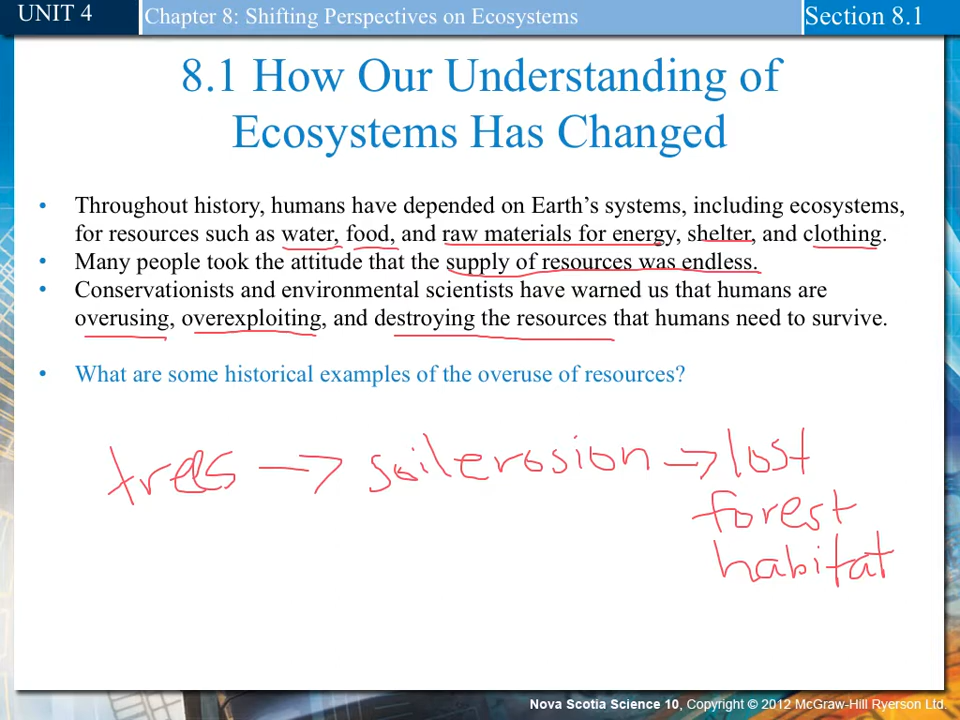 UNIT 4
Chapter 8: Shifting Perspectives on Ecosystems
Section 8.1
8.1 How Our Understanding of
Ecosystems Has Changed
• Throughout history, humans have depended on Earth's systems, including ecosystems,
for resources such as water, food, and raw materials for energy, shelter, and clothing.
• Many people took the attitude that the supply of resources was endless.
• Conservationists and environmental scientists have warned us that humans are
overusing, overexploiting, and destroying the resources that humans need to survive.
• What are some historical examples of the overuse of resources?
trees → soil erosion → lost
forest
habitat
Nova Scotia Science 10, Copyright © 2012 McGraw-Hill Ryerson Ltd.